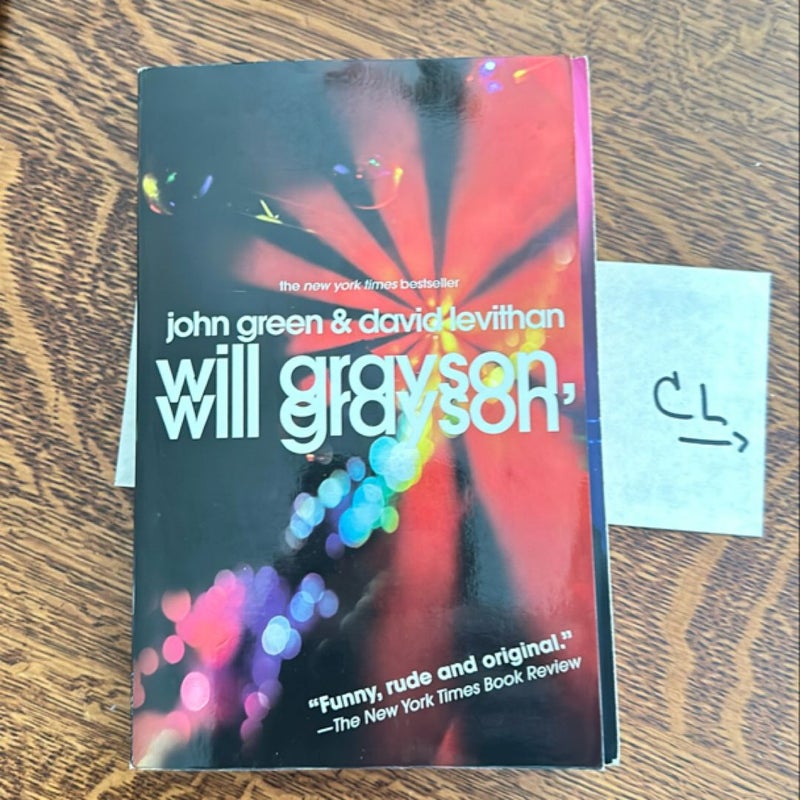 the new york times bestseller
john green & david levithan
will grayson,
will grayson
CL
“Funny, rude and original.”
—The New York Times Book Review